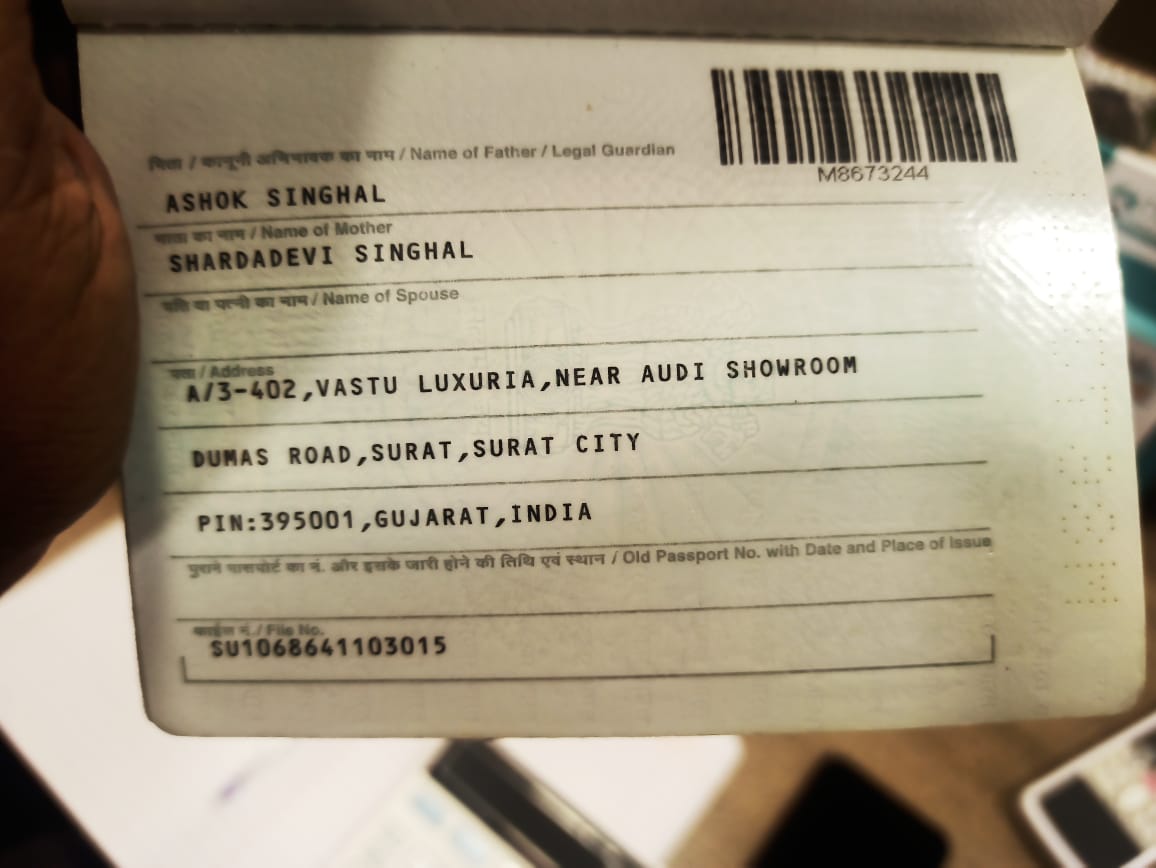 M8673244
पिता / कानूनी अभिभावक का नाम / Name of Father / Legal Guardian
ASHOK SINGHAL
माता का नाम / Name of Mother
SHARDADEVI SINGHAL
पति या पत्नी का नाम / Name of Spouse
पता / Address
A/3-402,VASTU LUXURIA,NEAR AUDI SHOWROOM
DUMAS ROAD,SURAT,SURAT CITY
PIN:395001,GUJARAT,INDIA
पुराने पासपोर्ट का नं. और इसके जारी होने की तिथि एवं स्थान / Old Passport No. with Date and Place of Issue
फाईल नं./ File No.
SU1068641103015